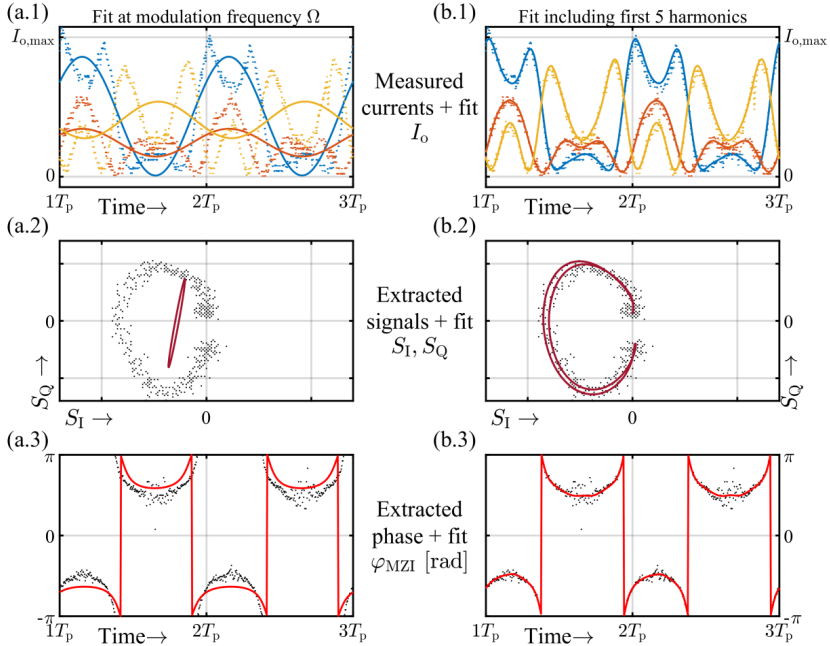 (a.1) Fit at modulation frequency Ω
(b.1) Fit including first 5 harmonics
I_o,max
0
1T_p Time→ 2T_p 3T_p
Measured
currents + fit
I_o
I_o,max
0
1T_p Time→ 2T_p 3T_p
(a.2)
0
S_Q →
S_I → 0
Extracted
signals + fit
S_I, S_Q
(b.2)
0
S_Q →
S_I → 0
(a.3)
π
0
-π
1T_p Time→ 2T_p 3T_p
Extracted
phase + fit
φ_MZI [rad]
(b.3)
π
0
-π
1T_p Time→ 2T_p 3T_p